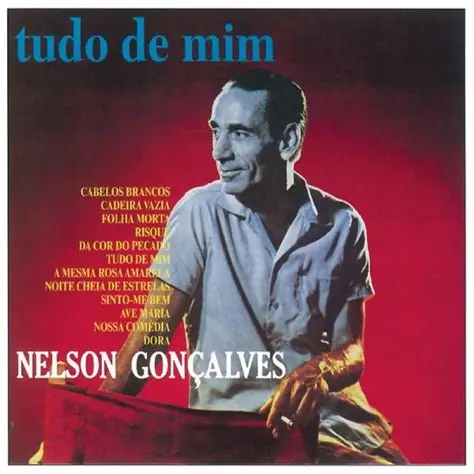 tudo de mim
CABELOS BRANCOS
CADEIRA VAZIA
FOLHA MORTA
RISQUE
DA COR DO PECADO
TUDO DE MIM
A MESMA ROSA AMARELA
NOITE CHEIA DE ESTRELAS
SINTO-ME BEM
AVE MARIA
NOSSA COMÉDIA
DORA
NELSON GONÇALVES